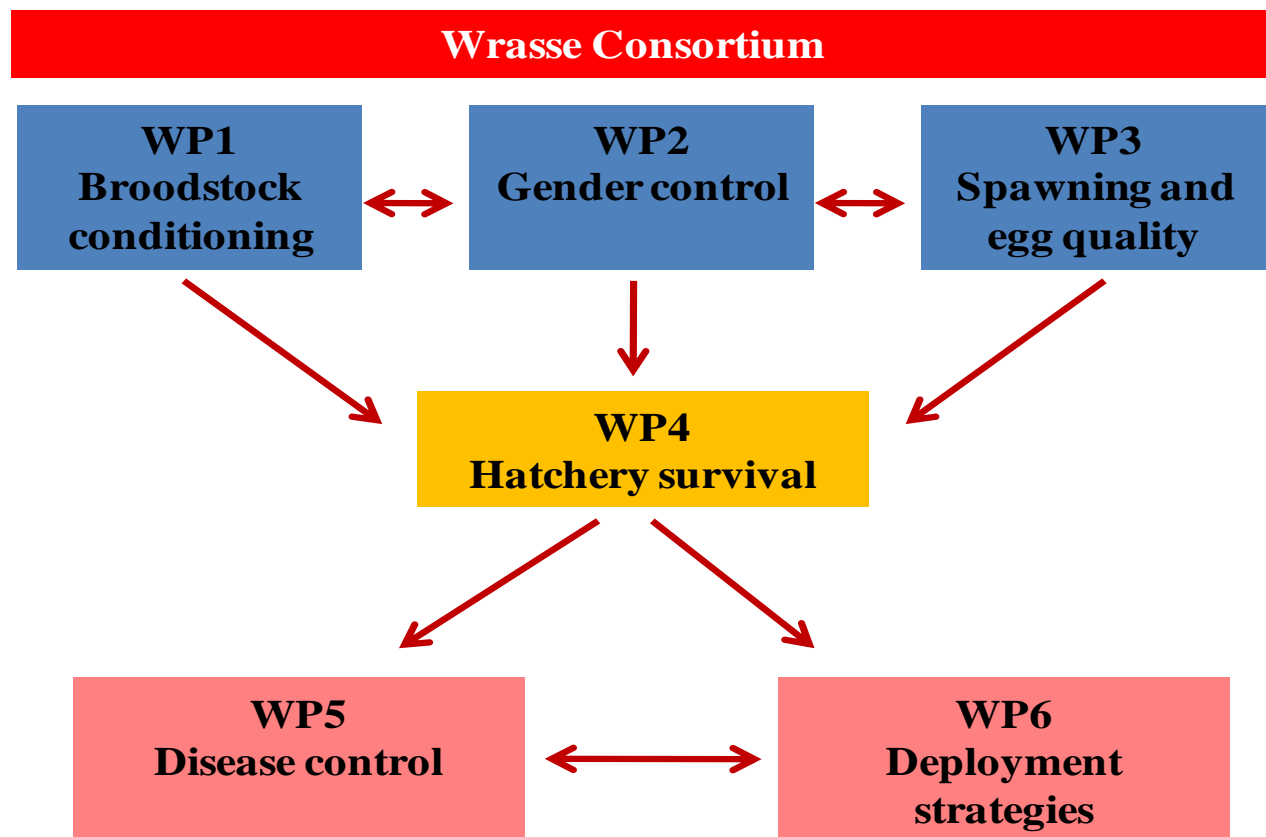 Wrasse Consortium
WP1
Broodstock
conditioning
WP2
Gender control
WP3
Spawning and
egg quality
WP4
Hatchery survival
WP5
Disease control
WP6
Deployment
strategies